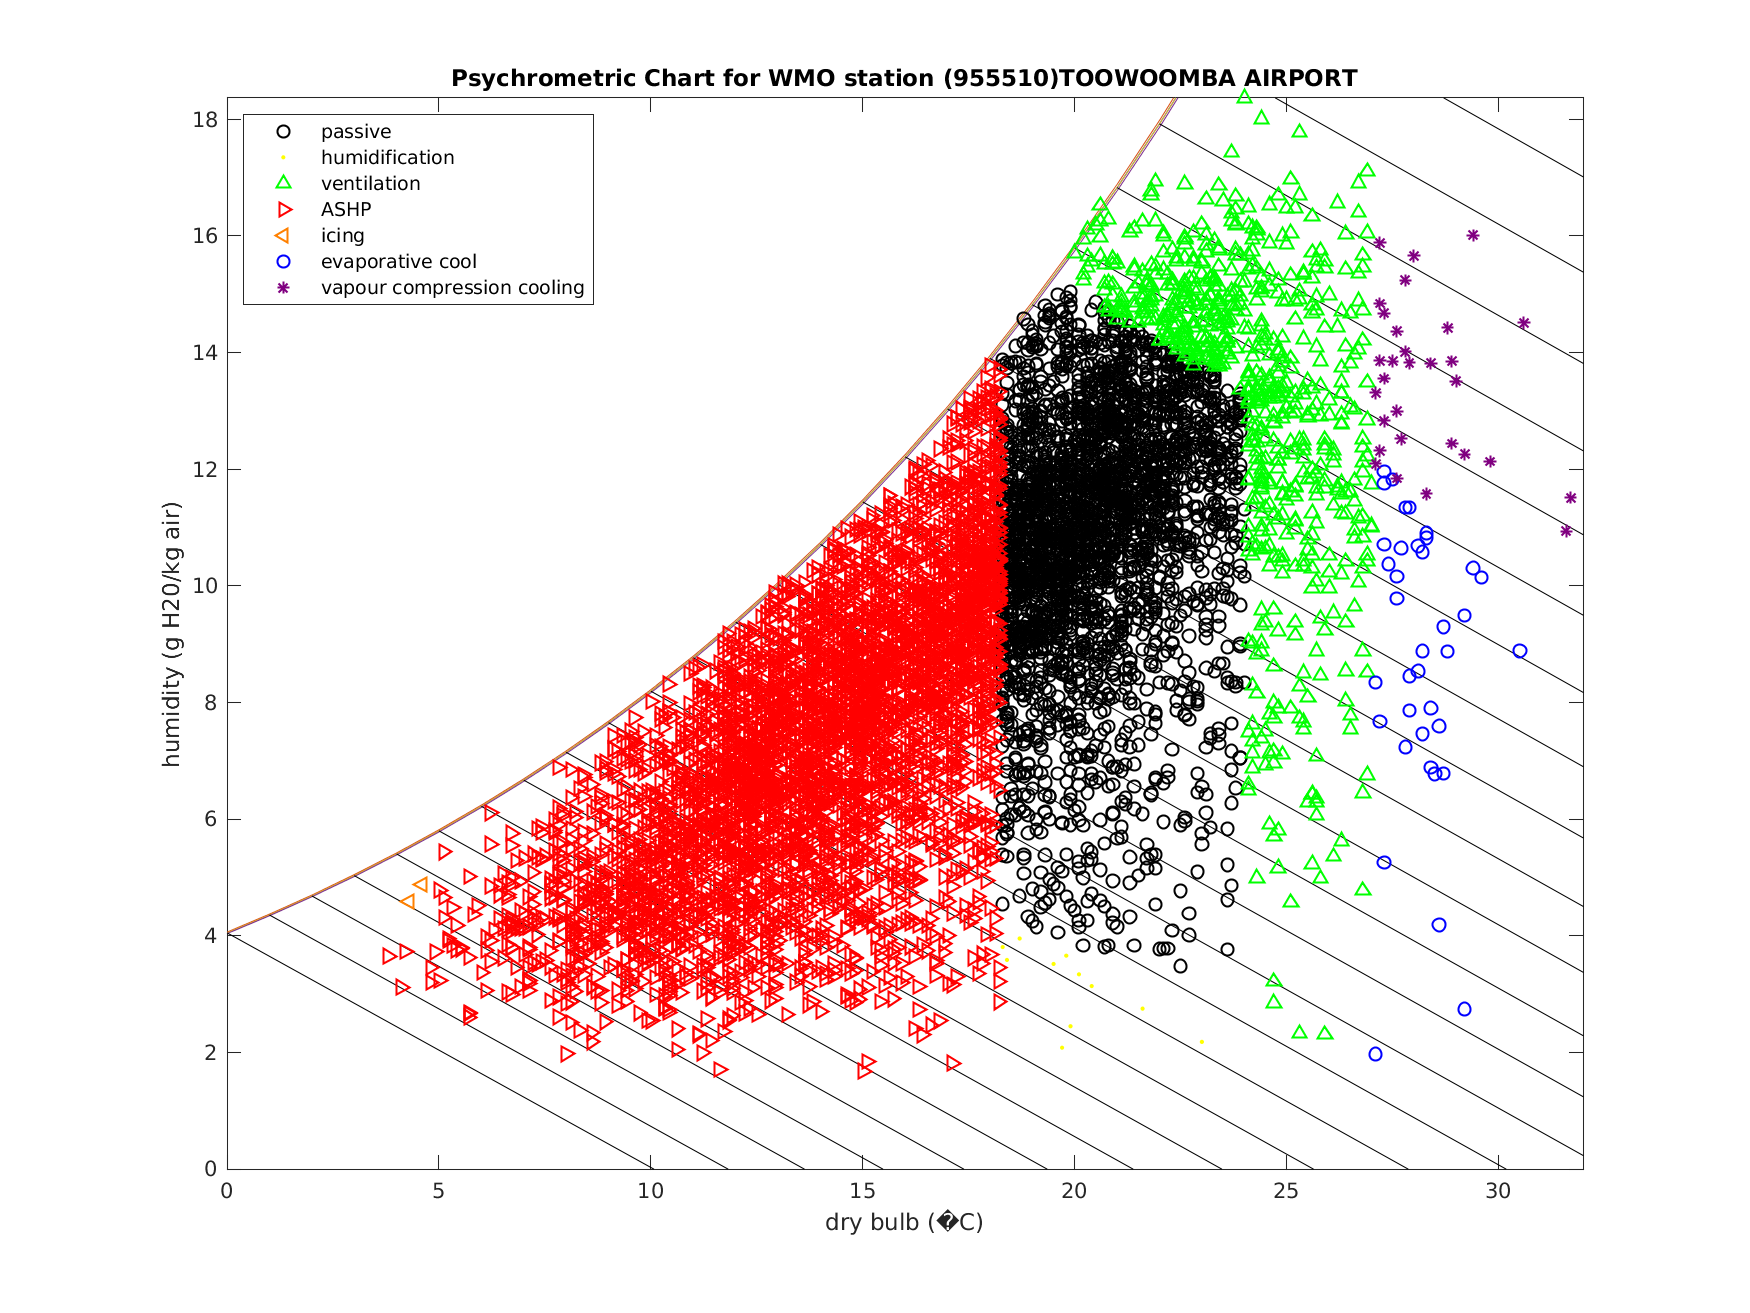 Psychrometric Chart for WMO station (955510)TOOWOOMBA AIRPORT
passive
humidification
ventilation
ASHP
icing
evaporative cool
vapour compression cooling
18
16
14
12
10
8
6
4
2
0
humidity (g H20/kg air)
0 5 10 15 20 25 30
dry bulb (�C)